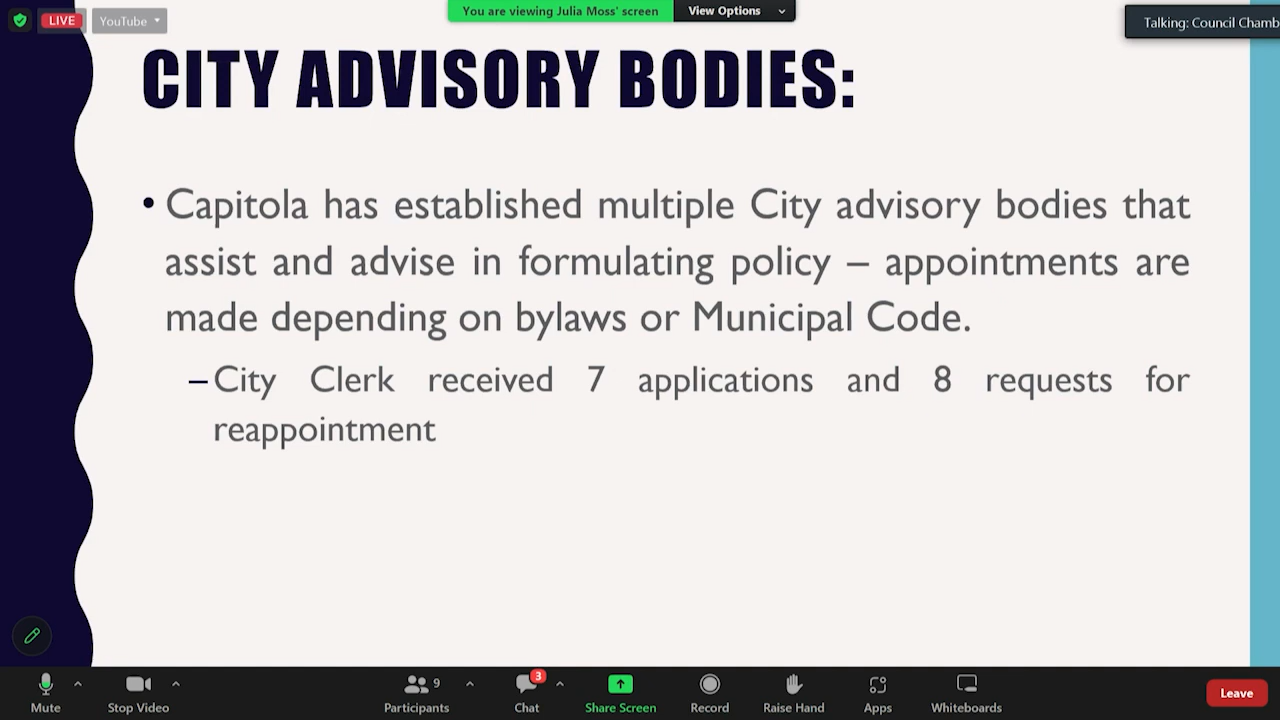 You are viewing Julia Moss' screen
View Options
LIVE
YouTube
Talking: Council Chamb
CITY ADVISORY BODIES:
• Capitola has established multiple City advisory bodies that
assist and advise in formulating policy – appointments are
made depending on bylaws or Municipal Code.
– City Clerk received 7 applications and 8 requests for
reappointment
9
3
Mute
Stop Video
Participants
Chat
Share Screen
Record
Raise Hand
Apps
Whiteboards
Leave